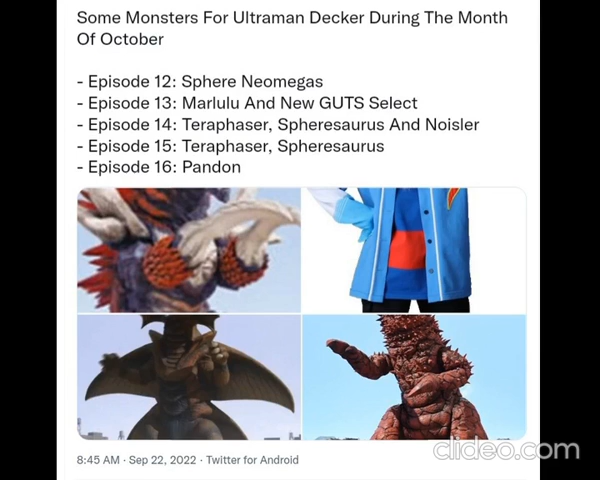 Some Monsters For Ultraman Decker During The Month
Of October
- Episode 12: Sphere Neomegas
- Episode 13: Marlulu And New GUTS Select
- Episode 14: Teraphaser, Spheresaurus And Noisler
- Episode 15: Teraphaser, Spheresaurus
- Episode 16: Pandon
8:45 AM · Sep 22, 2022 · Twitter for Android
clideo.com